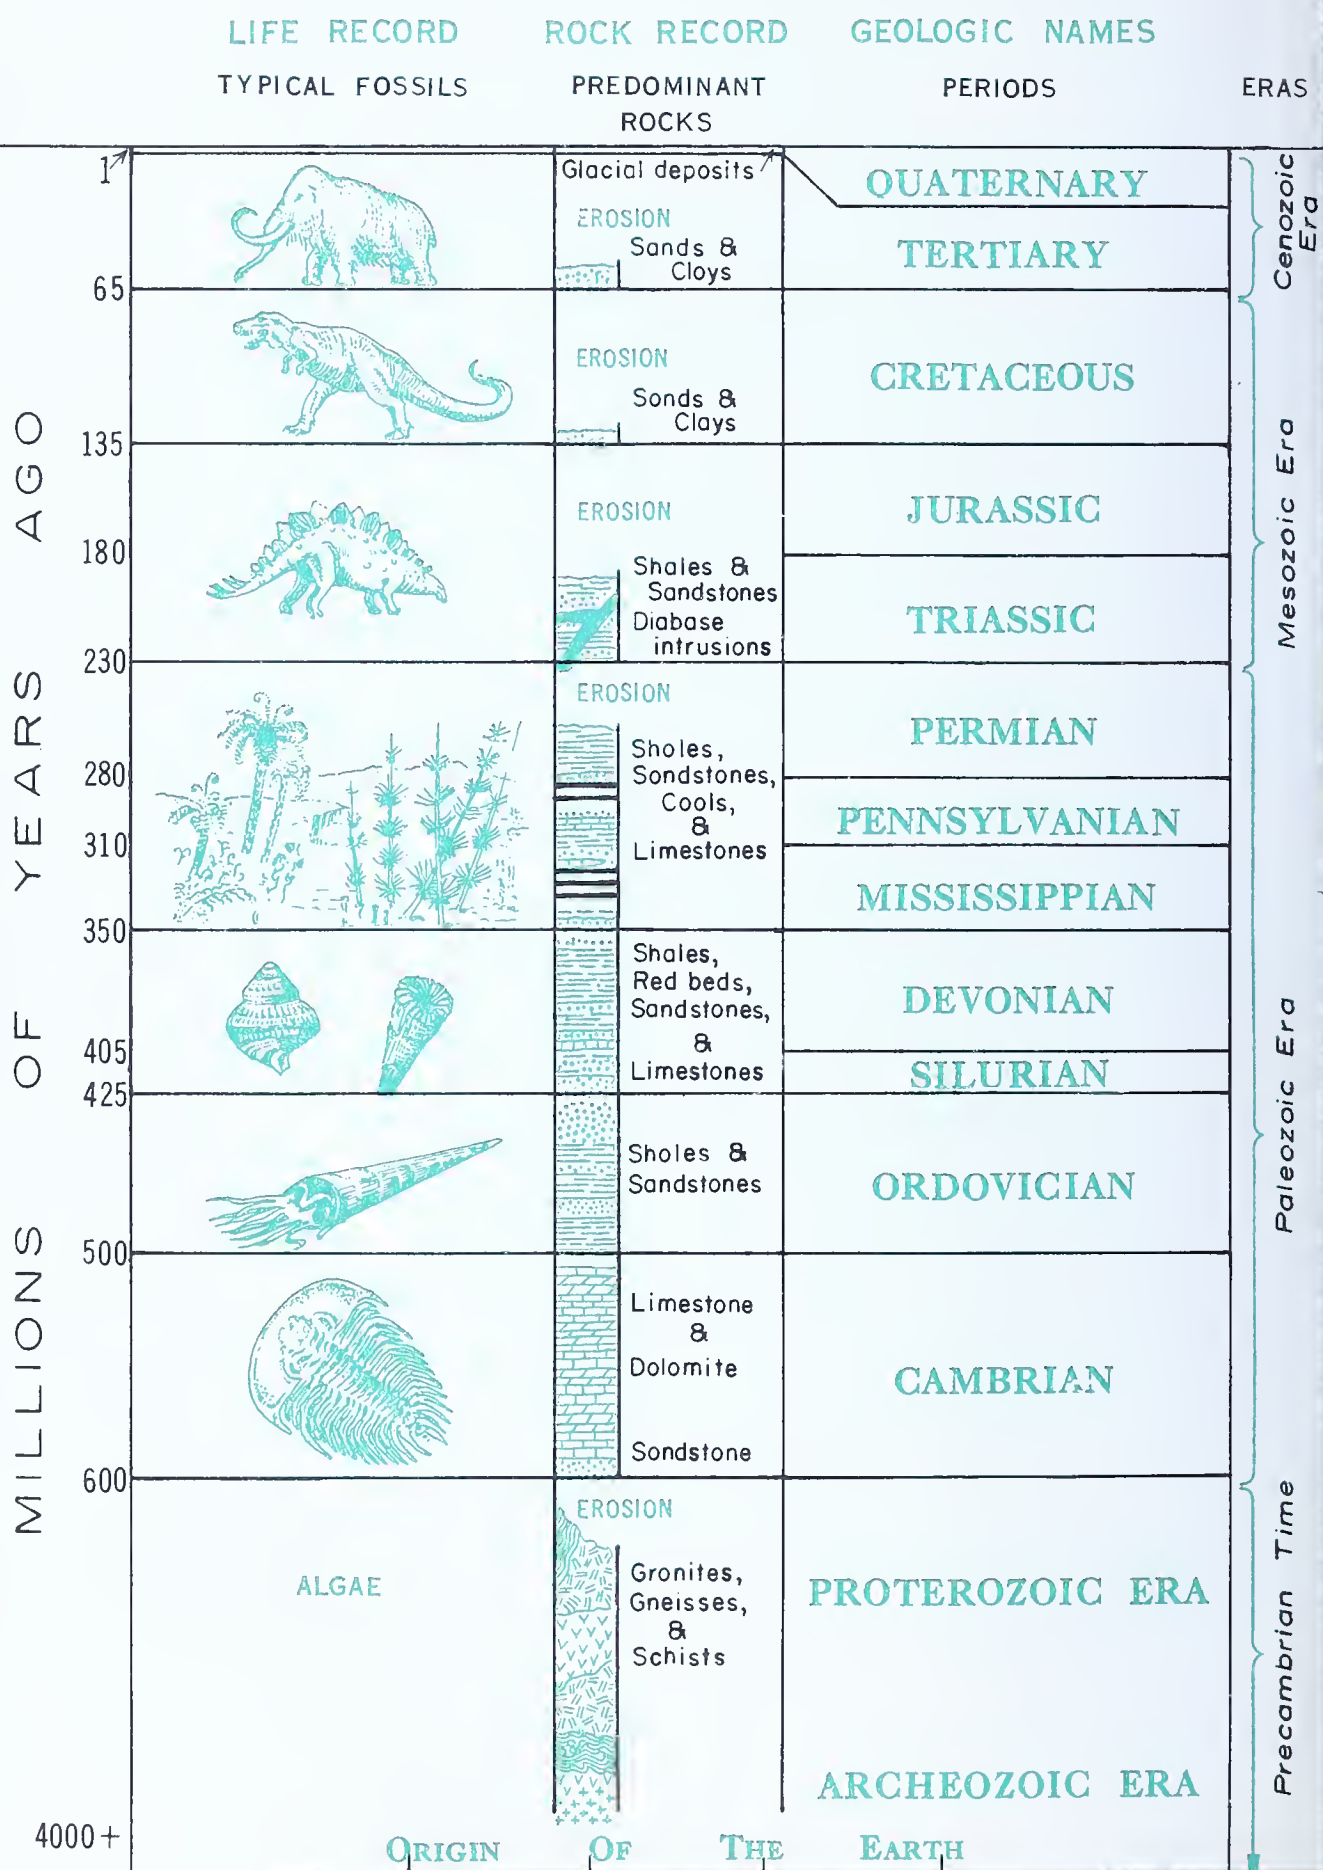 LIFE RECORD ROCK RECORD GEOLOGIC NAMES
TYPICAL FOSSILS PREDOMINANT ROCKS PERIODS ERAS
MILLIONS OF YEARS AGO
1
Glacial deposits
QUATERNARY
EROSION
Sands &
Cloys
TERTIARY
Cenozoic
Era
65
EROSION
Sonds &
Clays
CRETACEOUS
135
EROSION
JURASSIC
Mesozoic Era
180
Shales &
Sandstones
Diabase
intrusions
TRIASSIC
230
EROSION
PERMIAN
Sholes,
Sondstones,
280
Cools,
&
Limestones
PENNSYLVANIAN
310
MISSISSIPPIAN
350
Shales,
Red beds,
Sandstones,
&
Limestones
DEVONIAN
405
SILURIAN
425
Paleozoic Era
Sholes &
Sandstones
ORDOVICIAN
500
Limestone
&
Dolomite
Sondstone
CAMBRIAN
600
EROSION
ALGAE
Gronites,
Gneisses,
&
Schists
PROTEROZOIC ERA
Precambrian Time
ARCHEOZOIC ERA
4000+
ORIGIN OF THE EARTH